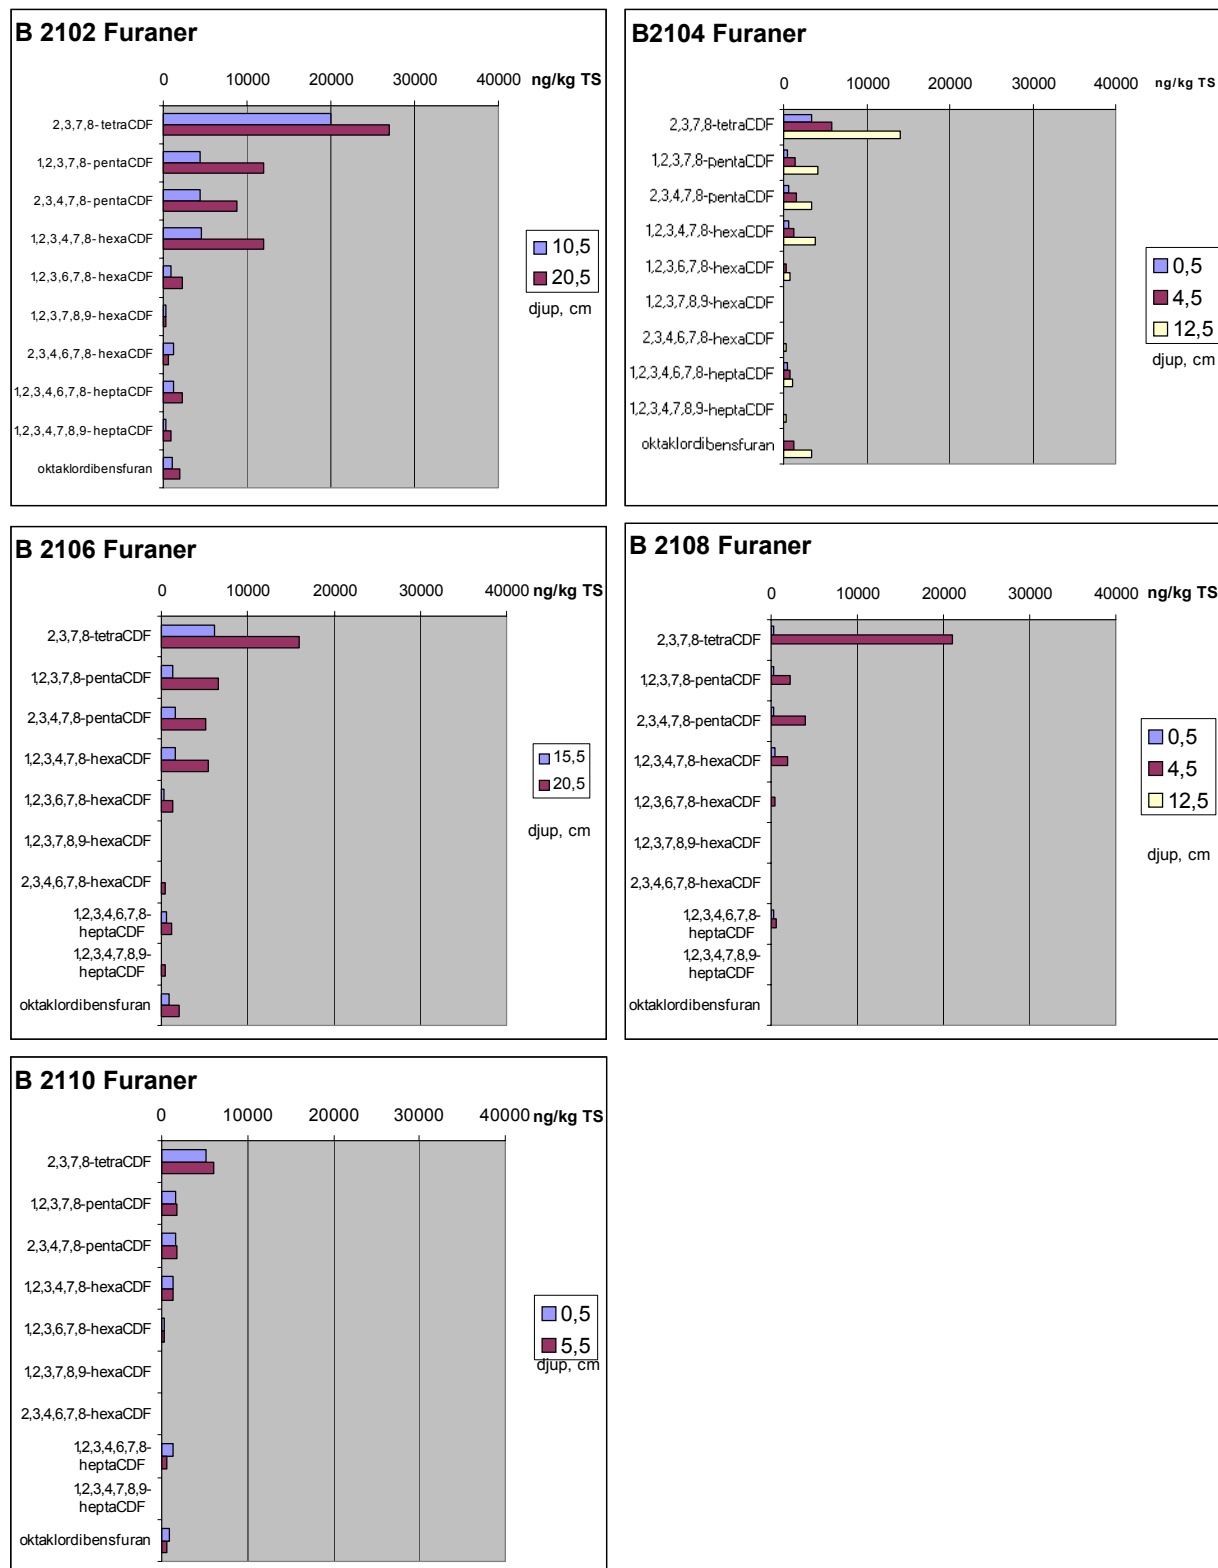 B 2102 Furaner
0 10000 20000 30000 40000 ng/kg TS
2,3,7,8-tetraCDF
1,2,3,7,8-pentaCDF
2,3,4,7,8-pentaCDF
1,2,3,4,7,8-hexaCDF
1,2,3,6,7,8-hexaCDF
1,2,3,7,8,9-hexaCDF
2,3,4,6,7,8-hexaCDF
1,2,3,4,6,7,8-heptaCDF
1,2,3,4,7,8,9-heptaCDF
oktaklordibensfuran
10,5
20,5
djup, cm
B2104 Furaner
0 10000 20000 30000 40000 ng/kg TS
2,3,7,8-tetraCDF
1,2,3,7,8-pentaCDF
2,3,4,7,8-pentaCDF
1,2,3,4,7,8-hexaCDF
1,2,3,6,7,8-hexaCDF
1,2,3,7,8,9-hexaCDF
2,3,4,6,7,8-hexaCDF
1,2,3,4,6,7,8-heptaCDF
1,2,3,4,7,8,9-heptaCDF
oktaklordibensfuran
0,5
4,5
12,5
djup, cm
B 2106 Furaner
0 10000 20000 30000 40000 ng/kg TS
2,3,7,8-tetraCDF
1,2,3,7,8-pentaCDF
2,3,4,7,8-pentaCDF
1,2,3,4,7,8-hexaCDF
1,2,3,6,7,8-hexaCDF
1,2,3,7,8,9-hexaCDF
2,3,4,6,7,8-hexaCDF
1,2,3,4,6,7,8-
heptaCDF
1,2,3,4,7,8,9-
heptaCDF
oktaklordibensfuran
15,5
20,5
djup, cm
B 2108 Furaner
0 10000 20000 30000 40000 ng/kg TS
2,3,7,8-tetraCDF
1,2,3,7,8-pentaCDF
2,3,4,7,8-pentaCDF
1,2,3,4,7,8-hexaCDF
1,2,3,6,7,8-hexaCDF
1,2,3,7,8,9-hexaCDF
2,3,4,6,7,8-hexaCDF
1,2,3,4,6,7,8-
heptaCDF
1,2,3,4,7,8,9-
heptaCDF
oktaklordibensfuran
0,5
4,5
12,5
djup, cm
B 2110 Furaner
0 10000 20000 30000 40000 ng/kg TS
2,3,7,8-tetraCDF
1,2,3,7,8-pentaCDF
2,3,4,7,8-pentaCDF
1,2,3,4,7,8-hexaCDF
1,2,3,6,7,8-hexaCDF
1,2,3,7,8,9-hexaCDF
2,3,4,6,7,8-hexaCDF
1,2,3,4,6,7,8-
heptaCDF
1,2,3,4,7,8,9-
heptaCDF
oktaklordibensfuran
0,5
5,5
djup, cm